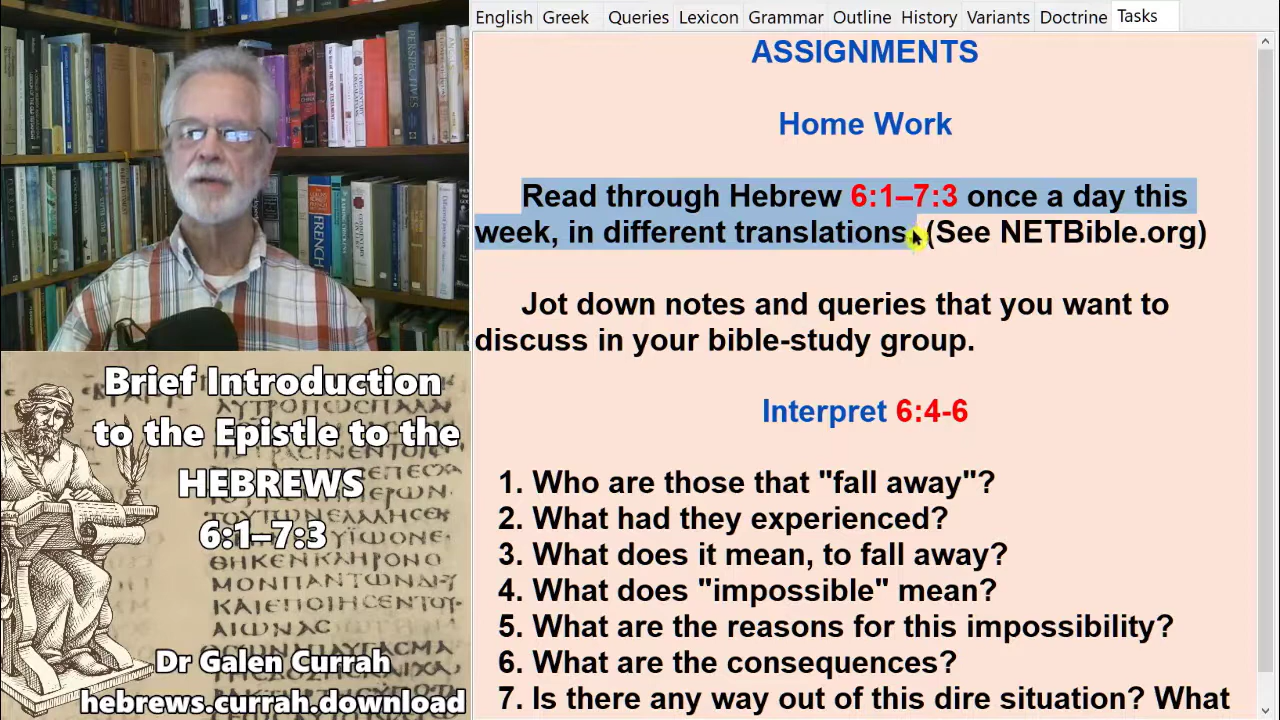 English Greek Queries Lexicon Grammar Outline History Variants Doctrine Tasks
ASSIGNMENTS
Home Work
Read through Hebrew 6:1–7:3 once a day this
week, in different translations. (See NETBible.org)
Jot down notes and queries that you want to
discuss in your bible-study group.
Interpret 6:4-6
1. Who are those that "fall away"?
2. What had they experienced?
3. What does it mean, to fall away?
4. What does "impossible" mean?
5. What are the reasons for this impossibility?
6. What are the consequences?
7. Is there any way out of this dire situation? What
Brief Introduction
to the Epistle to the
HEBREWS
6:1–7:3
Dr Galen Currah
hebrews.currah.download
PERSPECTIVES
FRENCH
ΘΗΚΕΝΚΛΗΡΟΝΟ
ΜΟΝΠΑΝΤΩΝΔΙ
ΚΑΙΕΠΟΙΗϹΕΝΤΟΥ
ΑΙΩΝΑϹ